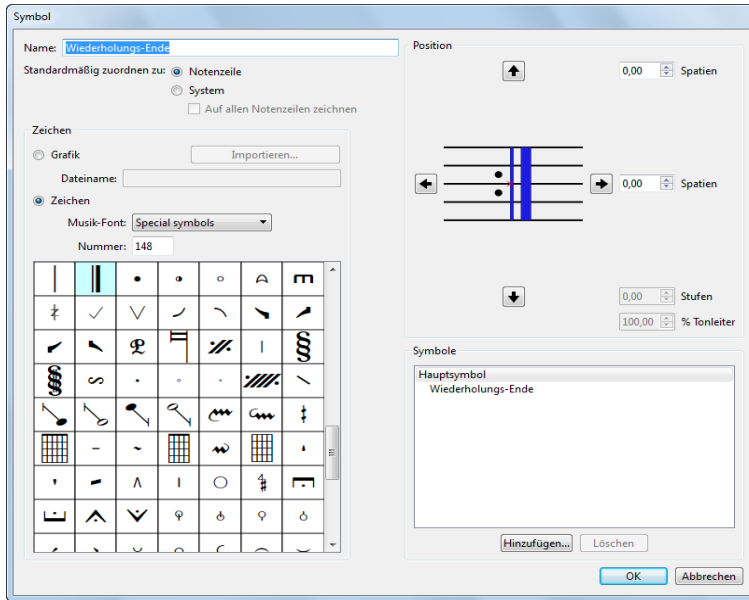 Symbol
Name: Wiederholungs-Ende
Standardmäßig zuordnen zu: Notenzeile
System
Auf allen Notenzeilen zeichnen
Zeichen
Grafik Importieren...
Dateiname:
Zeichen
Musik-Font: Special symbols
Nummer: 148
Position
0,00 Spatien
0,00 Spatien
0,00 Stufen
100,00 % Tonleiter
Symbole
Hauptsymbol
Wiederholungs-Ende
Hinzufügen... Löschen
OK Abbrechen